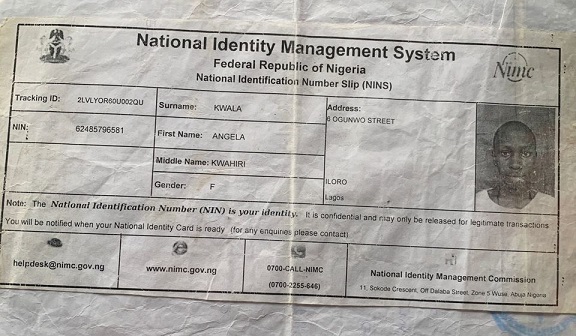 National Identity Management System
Federal Republic of Nigeria
National Identification Number Slip (NINS)
Nimc
Tracking ID: 2LVLYOR60U002QU
Surname: KWALA
Address:
6 OGUNWO STREET
NIN: 62485796581
First Name: ANGELA
Middle Name: KWAHIRI
ILORO
Gender: F
Lagos
Note: The National Identification Number (NIN) is your identity. It is confidential and may only be released for legitimate transactions
You will be notified when your National Identity Card is ready (for any enquiries please contact)
helpdesk@nimc.gov.ng
www.nimc.gov.ng
0700-CALL-NIMC
(0700-2255-646)
National Identity Management Commission
11, Sokode Crescent, Off Dalaba Street, Zone 5 Wuse, Abuja Nigeria